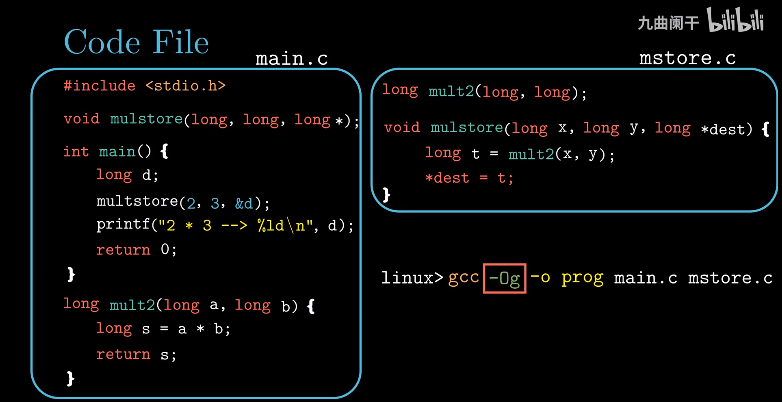 九曲阑干 bilibili
Code File
main.c
#include <stdio.h>
void mulstore(long, long, long*);
int main() {
long d;
multstore(2, 3, &d);
printf("2 * 3 --> %ld\n", d);
return 0;
}
long mult2(long a, long b) {
long s = a * b;
return s;
}
mstore.c
long mult2(long, long);
void mulstore(long x, long y, long *dest) {
long t = mult2(x, y);
*dest = t;
}
linux> gcc -Og -o prog main.c mstore.c